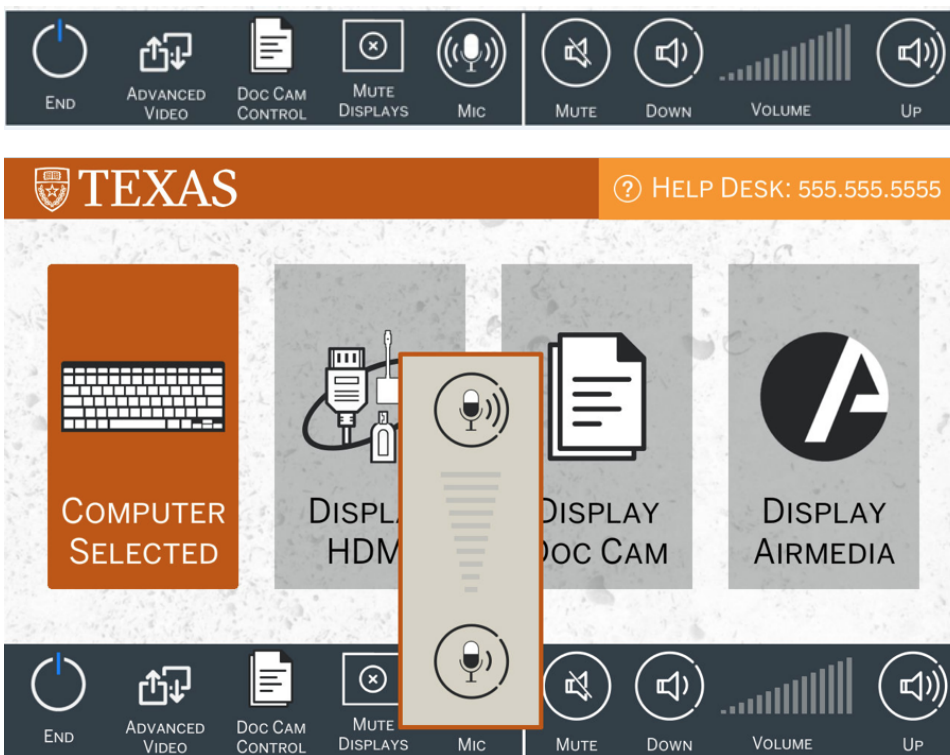 End
Advanced
Video
Doc Cam
Control
Mute
Displays
Mic
Mute
Down
Volume
Up
TEXAS
? Help Desk: 555.555.5555
Computer
Selected
Display
Doc Cam
Display
AirMedia
End
Advanced
Video
Doc Cam
Control
Mute
Displays
Mic
Mute
Down
Volume
Up